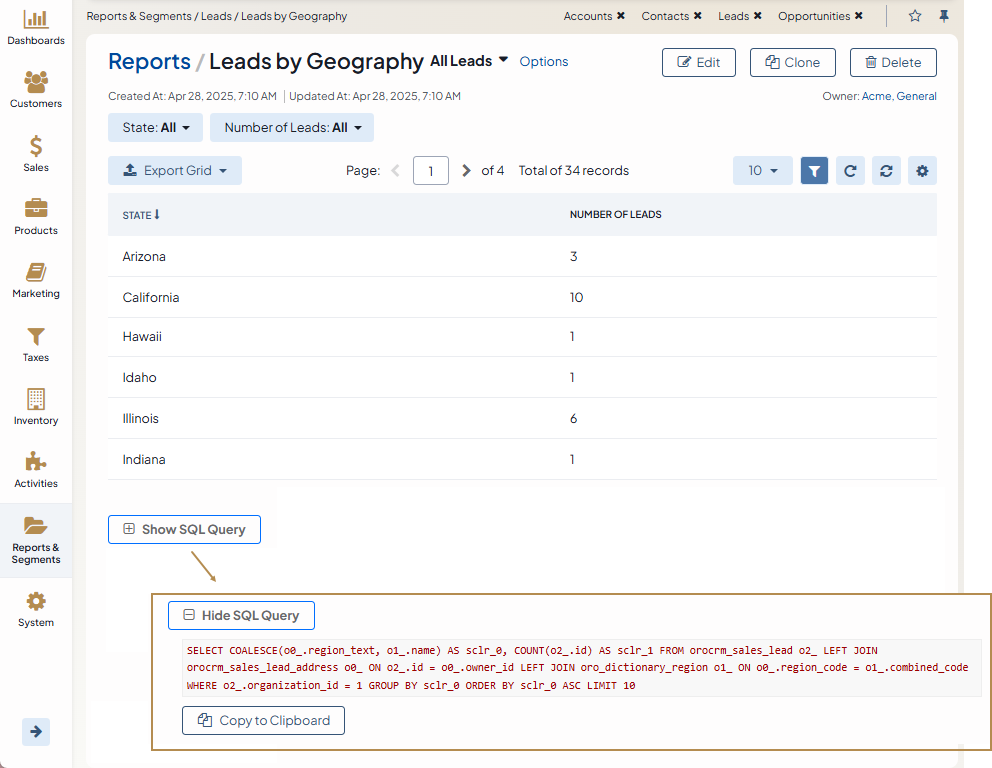 Reports & Segments / Leads / Leads by Geography
Accounts ✖ Contacts ✖ Leads ✖ Opportunities ✖
Dashboards
Customers
Sales
Products
Marketing
Taxes
Inventory
Activities
Reports &
Segments
System
Reports / Leads by Geography All Leads Options
Edit Clone Delete
Created At: Apr 28, 2025, 7:10 AM | Updated At: Apr 28, 2025, 7:10 AM
Owner: Acme, General
State: All Number of Leads: All
Export Grid Page: 1 of 4 Total of 34 records 10
STATE NUMBER OF LEADS
Arizona 3
California 10
Hawaii 1
Idaho 1
Illinois 6
Indiana 1
Show SQL Query
Hide SQL Query
SELECT COALESCE(o0_.region_text, o1_.name) AS sclr_0, COUNT(o2_.id) AS sclr_1 FROM orocrm_sales_lead o2_ LEFT JOIN
orocrm_sales_lead_address o0_ ON o2_.id = o0_.owner_id LEFT JOIN oro_dictionary_region o1_ ON o0_.region_code = o1_.combined_code
WHERE o2_.organization_id = 1 GROUP BY sclr_0 ORDER BY sclr_0 ASC LIMIT 10
Copy to Clipboard